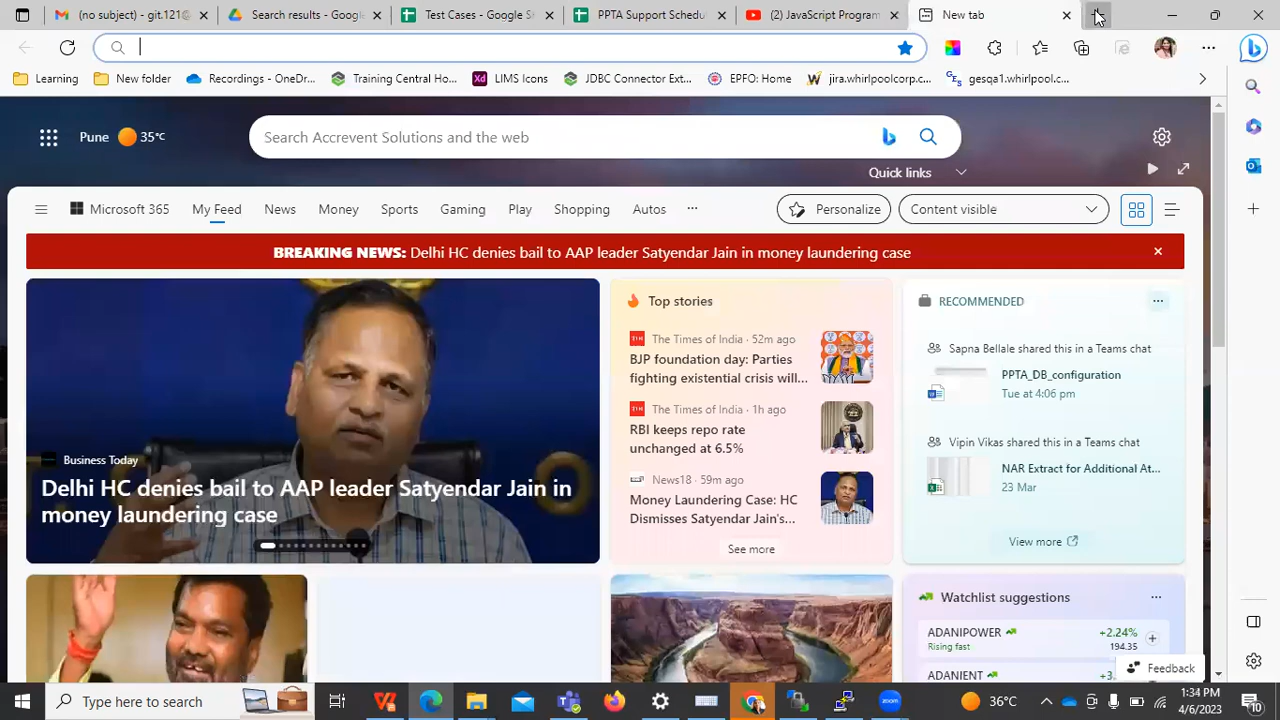 (1 unread) - git.121@
Search results - G
Test Cases - Google S
PPTA Portal Schedu
(2) JavaScript Program
New tab
Learning
New folder
Recordings - OneDr...
Training Central Ho...
Xd
LIMS Icons
JDBC Connector Ext...
EPFO: Home
jira.whirlpoolcorp.c...
GES
gesqa1.whirlpool.co...
Pune
35°C
Search Accrevent Solutions and the web
Quick links
Microsoft 365
My Feed
News
Money
Sports
Gaming
Play
Shopping
Autos
...
Personalize
Content visible
BREAKING NEWS: Delhi HC denies bail to AAP leader Satyendar Jain in money laundering case
Business Today
Delhi HC denies bail to AAP leader Satyendar Jain in
money laundering case
Top stories
The Times of India · 52m ago
BJP foundation day: Parties
fighting existential crisis will...
The Times of India · 1h ago
RBI keeps repo rate
unchanged at 6.5%
News18 · 59m ago
Money Laundering Case: HC
Dismisses Satyendar Jain's...
See more
RECOMMENDED
Sapna Bellale shared this in a Teams chat
PPTA_DB_configuration
Tue at 4:06 pm
Vipin Vikas shared this in a Teams chat
NAR Extract for Additional At...
23 Mar
View more
Watchlist suggestions
ADANIPOWER
+2.24%
Rising fast
194.35
ADANIENT
Feedback
Type here to search
zoom
36°C
1:34 PM
4/6/2023
10